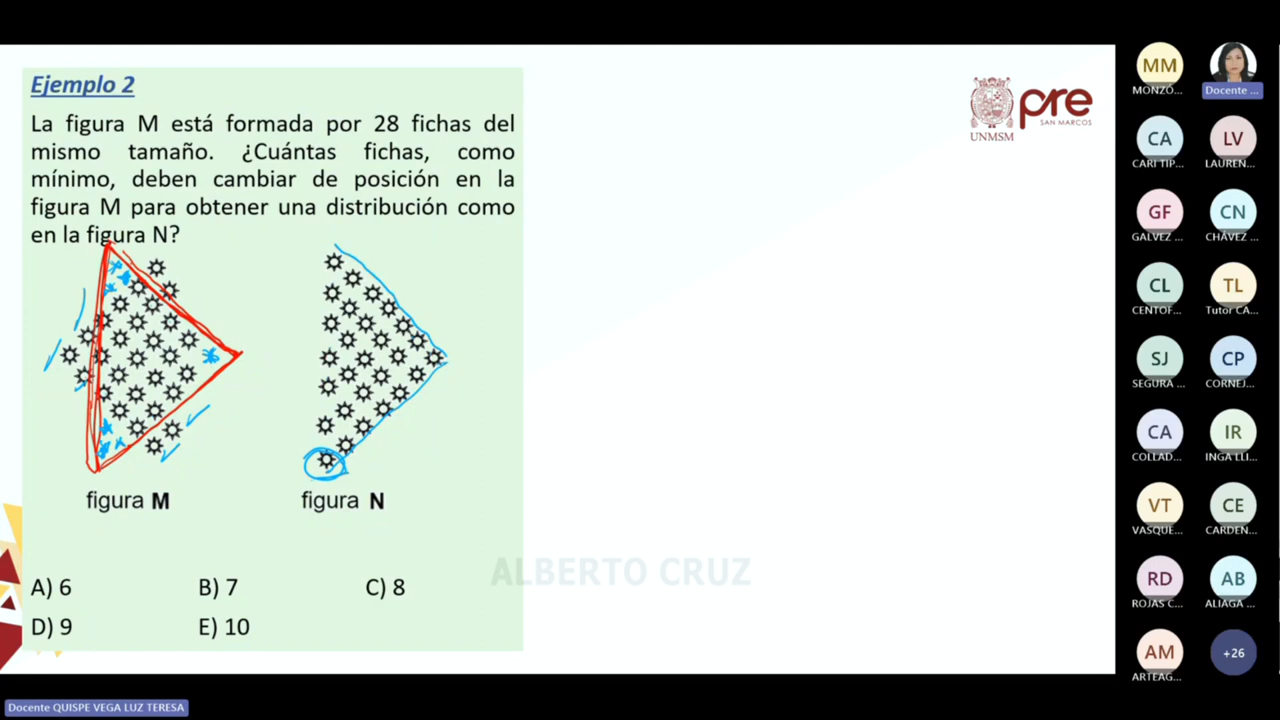 Ejemplo 2
La figura M está formada por 28 fichas del
mismo tamaño. ¿Cuántas fichas, como
mínimo, deben cambiar de posición en la
figura M para obtener una distribución como
en la figura N?
figura M
figura N
A) 6
B) 7
C) 8
D) 9
E) 10
UNMSM
pre
SAN MARCOS
ALBERTO CRUZ
MM
MONZÓ...
Docente ...
CA
CARI TIP...
LV
LAUREN...
GF
GALVEZ ...
CN
CHÁVEZ ...
CL
CENTOF...
TL
Tutor CA...
SJ
SEGURA ...
CP
CORNEJ...
CA
COLLAD...
IR
INGA LLI...
VT
VASQUE...
CE
CARDEN...
RD
ROJAS C...
AB
ALIAGA ...
AM
ARTEAG...
+26
Docente QUISPE VEGA LUZ TERESA